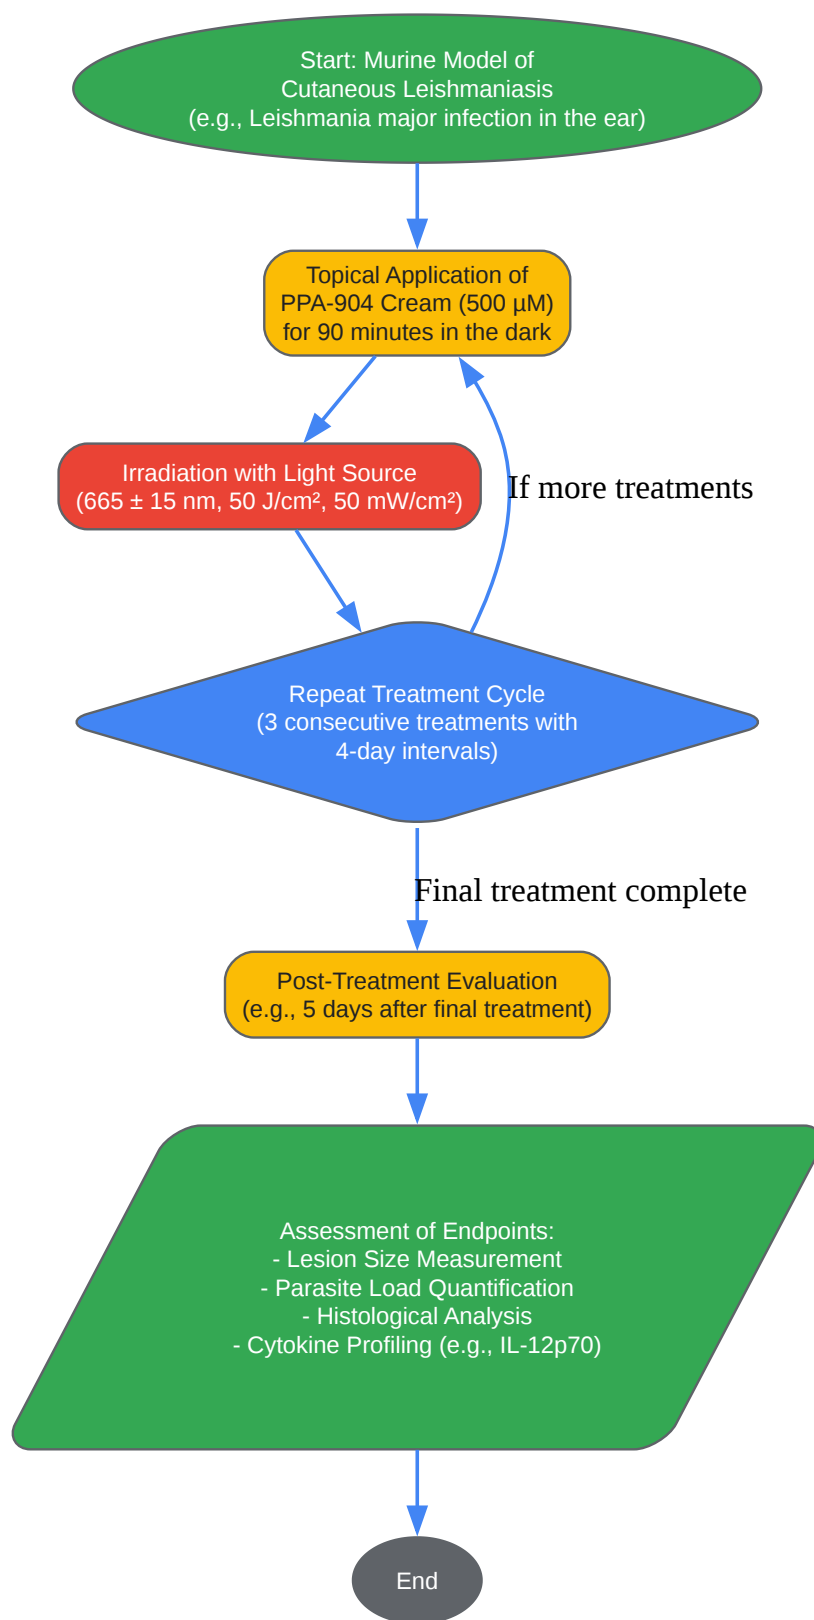 Start: Murine Model of
Cutaneous Leishmaniasis
(e.g., Leishmania major infection in the ear)
Topical Application of
PPA-904 Cream (500 µM)
for 90 minutes in the dark
Irradiation with Light Source
(665 ± 15 nm, 50 J/cm², 50 mW/cm²)
If more treatments
Repeat Treatment Cycle
(3 consecutive treatments with
4-day intervals)
Final treatment complete
Post-Treatment Evaluation
(e.g., 5 days after final treatment)
Assessment of Endpoints:
- Lesion Size Measurement
- Parasite Load Quantification
- Histological Analysis
- Cytokine Profiling (e.g., IL-12p70)
End